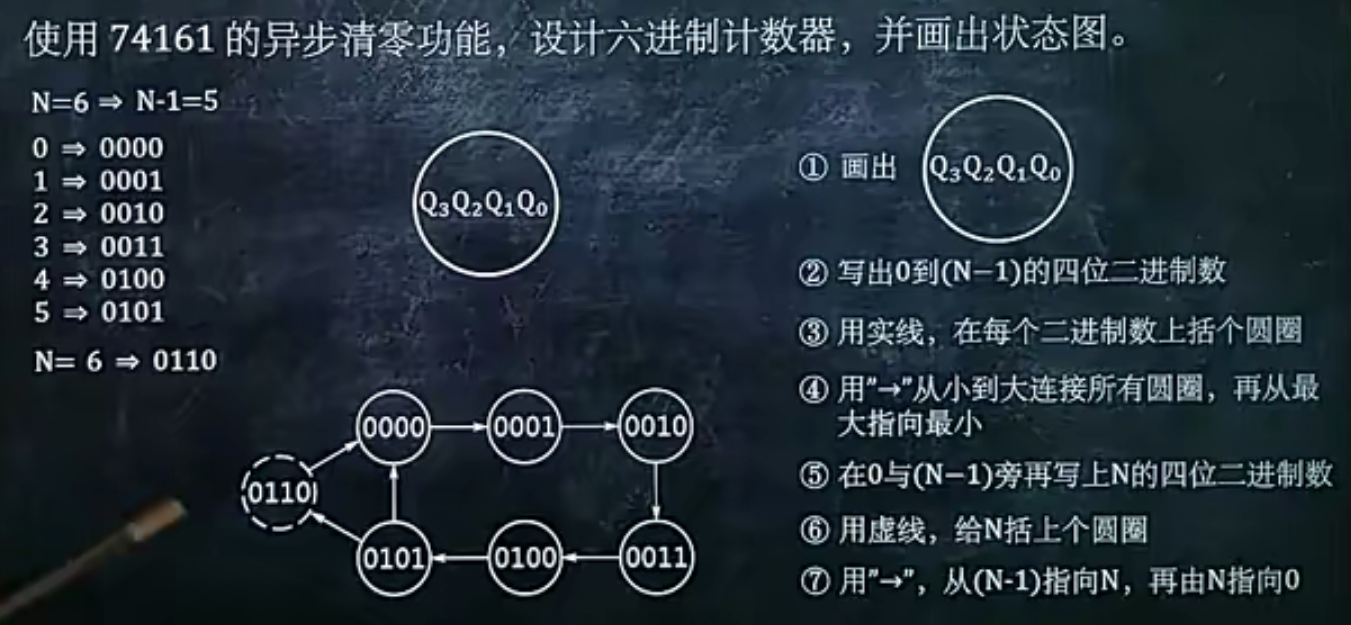 使用 74161 的异步清零功能，设计六进制计数器，并画出状态图。
N=6 ⇒ N-1=5
0 ⇒ 0000
1 ⇒ 0001
2 ⇒ 0010
3 ⇒ 0011
4 ⇒ 0100
5 ⇒ 0101
N= 6 ⇒ 0110
Q₃Q₂Q₁Q₀
0000 → 0001 → 0010
0110
0101 ← 0100 ← 0011
① 画出 Q₃Q₂Q₁Q₀
② 写出0到(N−1)的四位二进制数
③ 用实线，在每个二进制数上括个圆圈
④ 用"→"从小到大连接所有圆圈，再从最
大指向最小
⑤ 在0与(N−1)旁再写上N的四位二进制数
⑥ 用虚线，给N括上个圆圈
⑦ 用"→"，从(N-1)指向N，再由N指向0